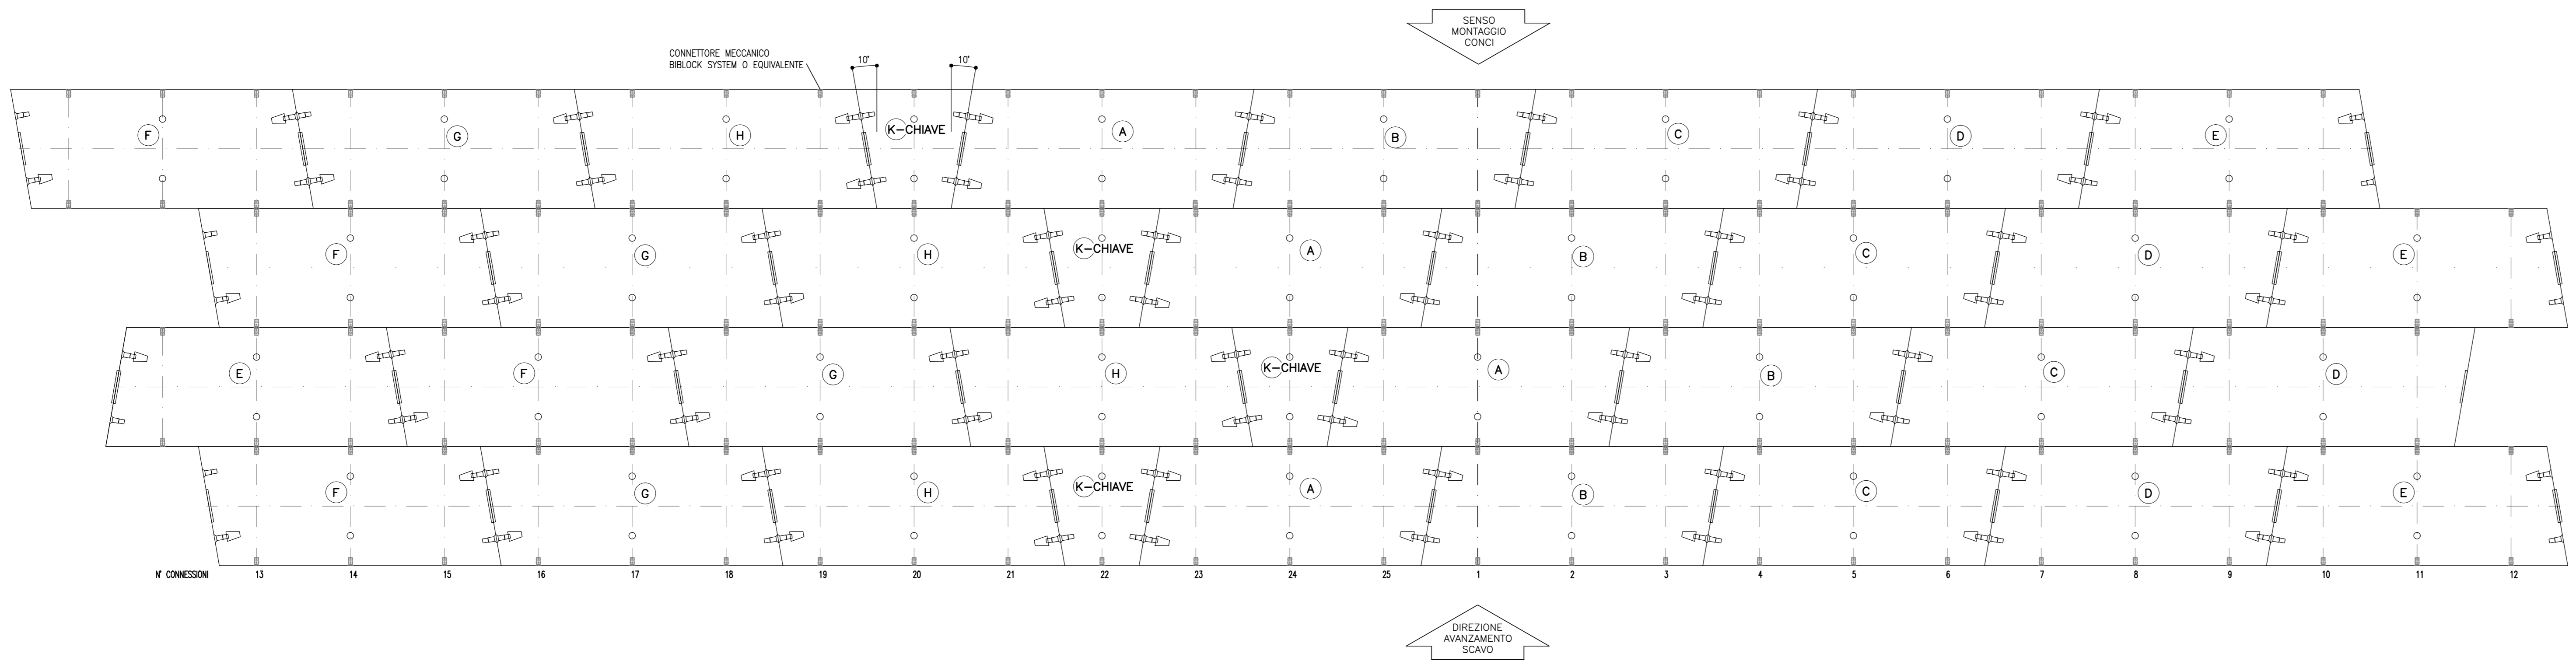 SENSO
MONTAGGIO
CONCI
CONNETTORE MECCANICO
BIBLOCK SYSTEM O EQUIVALENTE
10° 10°
F G H K-CHIAVE A B C D E
F G H K-CHIAVE A B C D E
E F G H K-CHIAVE A B C D
F G H K-CHIAVE A B C D E
N° CONNESSIONI 13 14 15 16 17 18 19 20 21 22 23 24 25 1 2 3 4 5 6 7 8 9 10 11 12
DIREZIONE
AVANZAMENTO
SCAVO